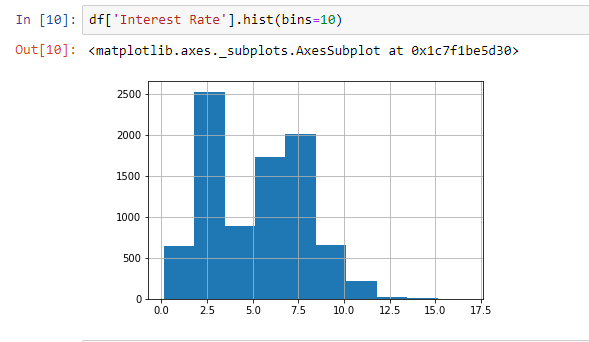 In [10]: df['Interest Rate'].hist(bins=10)
Out[10]: <matplotlib.axes._subplots.AxesSubplot at 0x1c7f1be5d30>
2500
2000
1500
1000
500
0
0.0 2.5 5.0 7.5 10.0 12.5 15.0 17.5